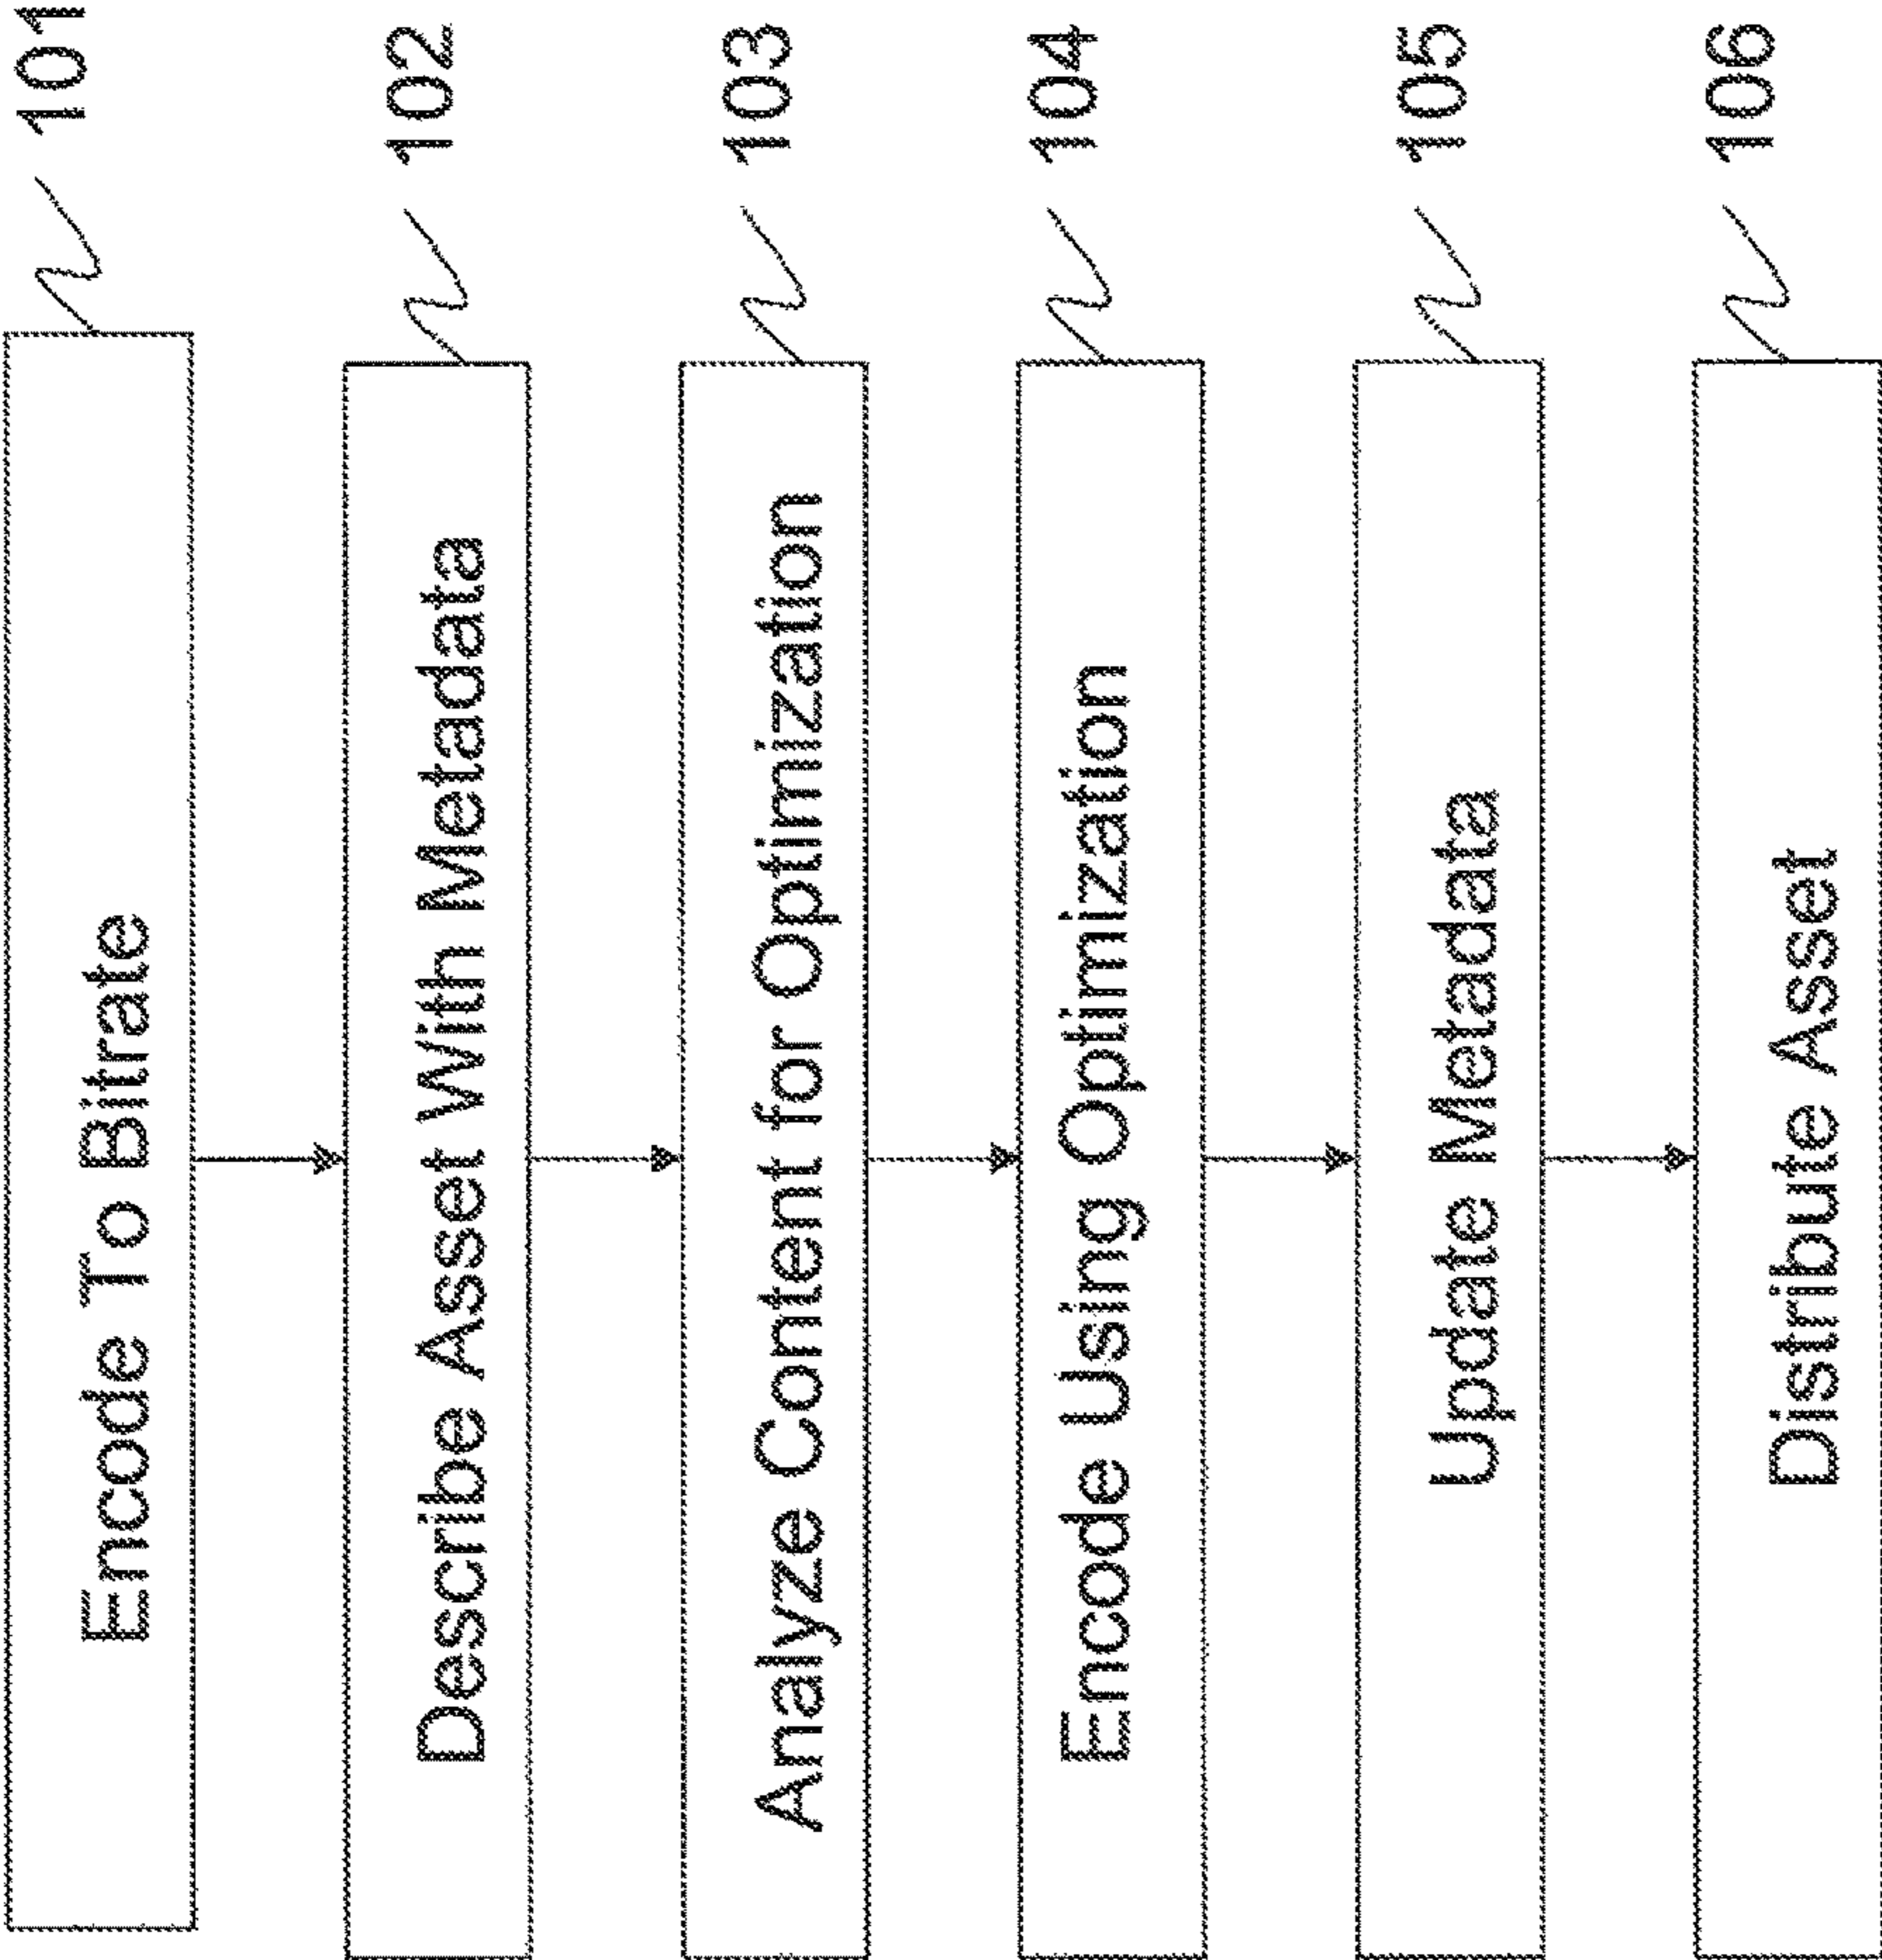 Encode To Bitrate
101
Describe Asset With Metadata
102
Analyze Content for Optimization
103
Encode Using Optimization
104
Update Metadata
105
Distribute Asset
106